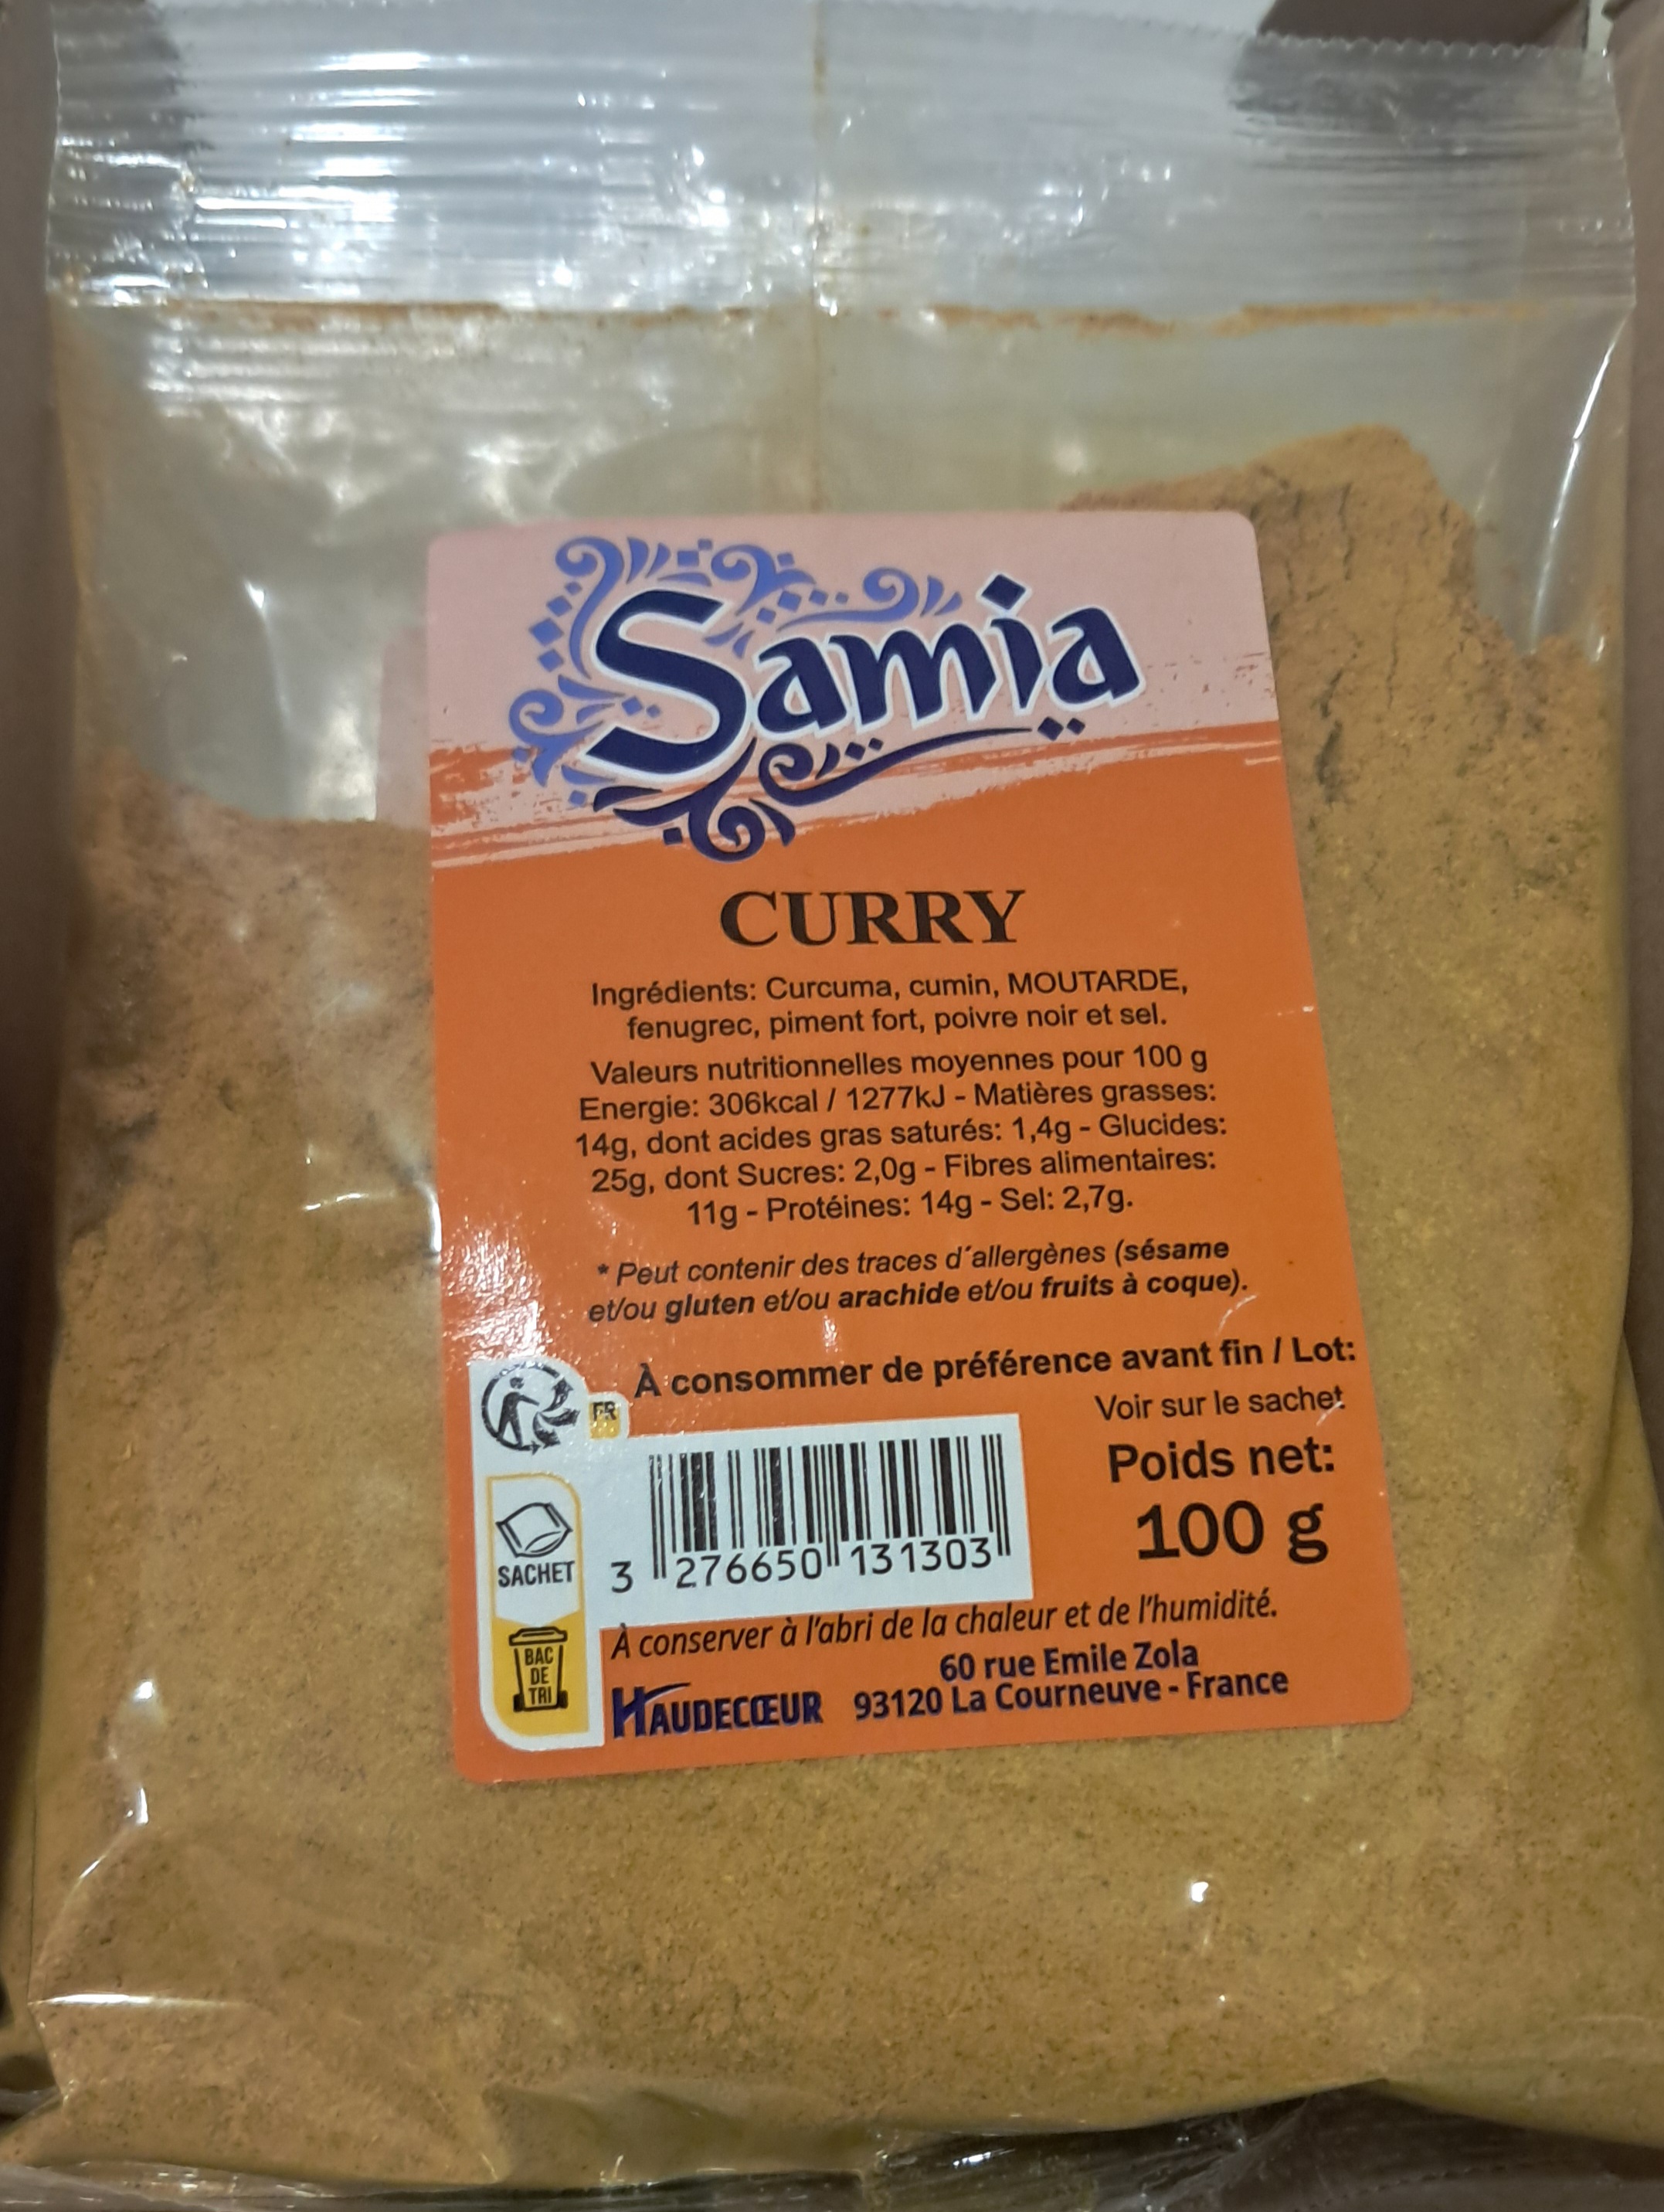 Samia
CURRY
Ingrédients: Curcuma, cumin, MOUTARDE,
fenugrec, piment fort, poivre noir et sel.
Valeurs nutritionnelles moyennes pour 100 g
Energie: 306kcal / 1277kJ - Matières grasses:
14g, dont acides gras saturés: 1,4g - Glucides:
25g, dont Sucres: 2,0g - Fibres alimentaires:
11g - Protéines: 14g - Sel: 2,7g.
* Peut contenir des traces d´allergènes (sésame
et/ou gluten et/ou arachide et/ou fruits à coque).
À consommer de préférence avant fin / Lot:
Voir sur le sachet
FR
Poids net:
100 g
SACHET
3 276650 131303
BAC
DE
TRI
À conserver à l'abri de la chaleur et de l'humidité.
60 rue Emile Zola
HAUDECŒUR 93120 La Courneuve - France